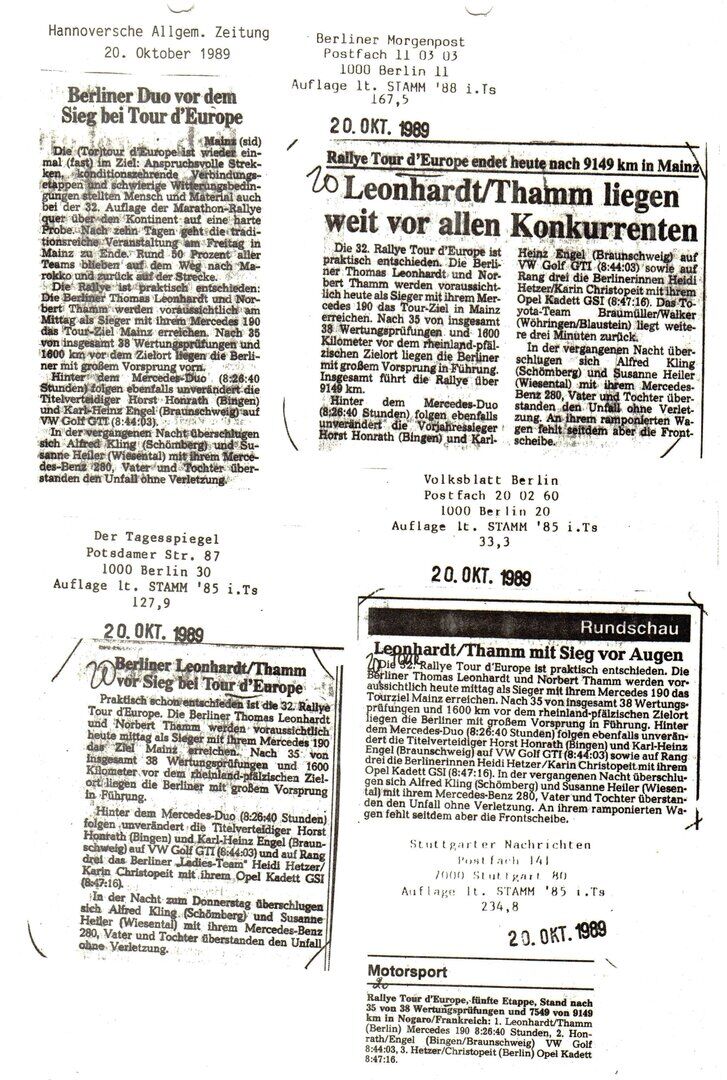 Hannoversche Allgem. Zeitung
20. Oktober 1989
Berliner Duo vor dem
Sieg bei Tour d'Europe
Mainz (sid)
Die (Tor)tour d'Europe ist wieder ein-
mal (fast) im Ziel: Anspruchsvolle Strek-
ken, konditionszehrende Verbindungs-
etappen und schwierige Witterungsbedin-
gungen stellten Mensch und Material auch
bei der 32. Auflage der Marathon-Rallye
quer über den Kontinent auf eine harte
Probe. Nach zehn Tagen geht die tradi-
tionsreiche Veranstaltung am Freitag in
Mainz zu Ende. Rund 50 Prozent aller
Teams blieben auf dem Weg nach Ma-
rokko und zurück auf der Strecke.
Die Rallye ist praktisch entschieden:
Die Berliner Thomas Leonhardt und Nor-
bert Thamm werden voraussichtlich am
Mittag als Sieger mit ihrem Mercedes 190
das Tour-Ziel Mainz erreichen. Nach 35
von insgesamt 38 Wertungsprüfungen und
1600 km vor dem Zielort liegen die Berli-
ner mit großem Vorsprung vorn.
Hinter dem Mercedes-Duo (8:26:40
Stunden) folgen ebenfalls unverändert die
Titelverteidiger Horst Honrath (Bingen)
und Karl-Heinz Engel (Braunschweig) auf
VW Golf GTI (8:44:03).
In der vergangenen Nacht überschlugen
sich Alfred Kling (Schömberg) und Su-
sanne Heiler (Wiesental) mit ihrem Merce-
des-Benz 280, Vater und Tochter über-
standen den Unfall ohne Verletzung.
Berliner Morgenpost
Postfach 11 03 03
1000 Berlin 11
Auflage lt. STAMM '88 i.Ts
167,5
20. OKT. 1989
Rallye Tour d'Europe endet heute nach 9149 km in Mainz
20
Leonhardt/Thamm liegen
weit vor allen Konkurrenten
Die 32. Rallye Tour d'Europe ist
praktisch entschieden. Die Berli-
ner Thomas Leonhardt und Nor-
bert Thamm werden voraussicht-
lich heute als Sieger mit ihrem Mer-
cedes 190 das Tour-Ziel in Mainz
erreichen. Nach 35 von insgesamt
38 Wertungsprüfungen und 1600
Kilometer vor dem rheinland-pfäl-
zischen Zielort liegen die Berliner
mit großem Vorsprung in Führung.
Insgesamt führt die Rallye über
9149 km.
Hinter dem Mercedes-Duo
(8:26:40 Stunden) folgen ebenfalls
unverändert die Vorjahressieger
Horst Honrath (Bingen) und Karl-
Heinz Engel (Braunschweig) auf
VW Golf GTI (8:44:03) sowie auf
Rang drei die Berlinerinnen Heidi
Hetzer/Karin Christopeit mit ihrem
Opel Kadett GSI (8:47:16). Das To-
yota-Team Braumüller/Walker
(Wöhringen/Blaustein) liegt weite-
re drei Minuten zurück.
In der vergangenen Nacht über-
schlugen sich Alfred Kling
(Schömberg) und Susanne Heiler
(Wiesental) mit ihrem Mercedes-
Benz 280, Vater und Tochter über-
standen den Unfall ohne Verlet-
zung. An ihrem ramponierten Wa-
gen fehlt seitdem aber die Front-
scheibe.
Der Tagesspiegel
Potsdamer Str. 87
1000 Berlin 30
Auflage lt. STAMM '85 i.Ts
127,9
20. OKT. 1989
20
Berliner Leonhardt/Thamm
vor Sieg bei Tour d'Europe
Praktisch schon entschieden ist die 32. Rallye
Tour d'Europe. Die Berliner Thomas Leonhardt
und Norbert Thamm werden voraussichtlich
heute mittag als Sieger mit ihrem Mercedes 190
das Ziel Mainz erreichen. Nach 35 von
insgesamt 38 Wertungsprüfungen und 1600
Kilometer vor dem rheinland-pfälzischen Ziel-
ort liegen die Berliner mit großem Vorsprung
in Führung.
Hinter dem Mercedes-Duo (8:26:40 Stunden)
folgen unverändert die Titelverteidiger Horst
Honrath (Bingen) und Karl-Heinz Engel (Braun-
schweig) auf VW Golf GTI (8:44:03) und auf Rang
drei das Berliner „Ladies-Team" Heidi Hetzer/
Karin Christopeit mit ihrem Opel Kadett GSI
(8:47:16).
In der Nacht zum Donnerstag überschlugen
sich Alfred Kling (Schömberg) und Susanne
Heiler (Wiesental) mit ihrem Mercedes-Benz
280, Vater und Tochter überstanden den Unfall
ohne Verletzung.
Volksblatt Berlin
Postfach 20 02 60
1000 Berlin 20
Auflage lt. STAMM '85 i.Ts
33,3
20. OKT. 1989
Rundschau
Leonhardt/Thamm mit Sieg vor Augen
20
Die 32. Rallye Tour d'Europe ist praktisch entschieden. Die
Berliner Thomas Leonhardt und Norbert Thamm werden vor-
aussichtlich heute mittag als Sieger mit ihrem Mercedes 190 das
Tourziel Mainz erreichen. Nach 35 von insgesamt 38 Wertungs-
prüfungen und 1600 km vor dem rheinland-pfälzischen Zielort
liegen die Berliner mit großem Vorsprung in Führung. Hinter
dem Mercedes-Duo (8:26:40 Stunden) folgen ebenfalls unverän-
dert die Titelverteidiger Horst Honrath (Bingen) und Karl-Heinz
Engel (Braunschweig) auf VW Golf GTI (8:44:03) sowie auf Rang
drei die Berlinerinnen Heidi Hetzer/Karin Christopeit mit ihrem
Opel Kadett GSI (8:47:16). In der vergangenen Nacht überschlu-
gen sich Alfred Kling (Schömberg) und Susanne Heiler (Wiesen-
tal) mit ihrem Mercedes-Benz 280, Vater und Tochter überstan-
den den Unfall ohne Verletzung. An ihrem ramponierten Wa-
gen fehlt seitdem aber die Frontscheibe.
Stuttgarter Nachrichten
Postfach 141
7000 Stuttgart 80
Auflage lt. STAMM '85 i.Ts
234,8
20. OKT. 1989
Motorsport
20
Rallye Tour d'Europe, fünfte Etappe, Stand nach
35 von 38 Wertungsprüfungen und 7549 von 9149
km in Nogaro/Frankreich: 1. Leonhardt/Thamm
(Berlin) Mercedes 190 8:26:40 Stunden, 2. Hon-
rath/Engel (Bingen/Braunschweig) VW Golf
8:44:03, 3. Hetzer/Christopeit (Berlin) Opel Kadett
8:47:16.